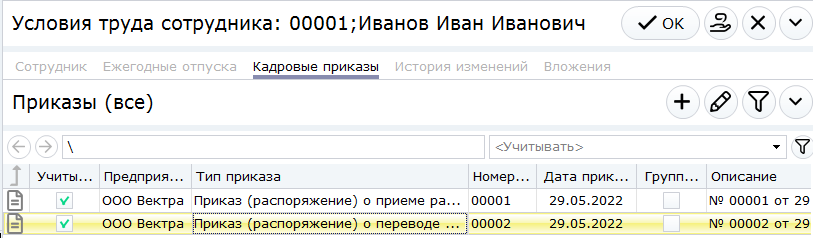 Условия труда сотрудника: 00001;Иванов Иван Иванович OK
Сотрудник Ежегодные отпуска Кадровые приказы История изменений Вложения
Приказы (все)
\ <Учитывать>
Учиты... Предприя... Тип приказа Номер... Дата прик... Групп... Описание
ООО Вектра Приказ (распоряжение) о приеме ра... 00001 29.05.2022 № 00001 от 29
ООО Вектра Приказ (распоряжение) о переводе ... 00002 29.05.2022 № 00002 от 29